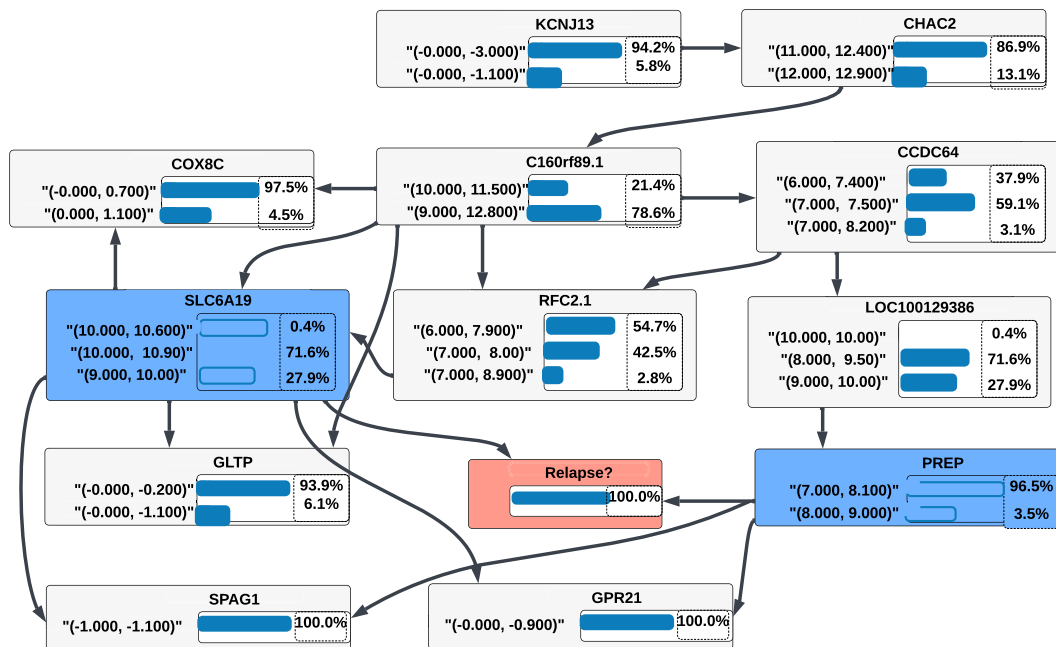 KCNJ13
"(-0.000, -3.000)" 94.2%
"(-0.000, -1.100)" 5.8%
CHAC2
"(11.000, 12.400)" 86.9%
"(12.000, 12.900)" 13.1%
COX8C
"(-0.000, 0.700)" 97.5%
"(0.000, 1.100)" 4.5%
C160rf89.1
"(10.000, 11.500)" 21.4%
"(9.000, 12.800)" 78.6%
CCDC64
"(6.000, 7.400)" 37.9%
"(7.000, 7.500)" 59.1%
"(7.000, 8.200)" 3.1%
SLC6A19
"(10.000, 10.600)" 0.4%
"(10.000, 10.90)" 71.6%
"(9.000, 10.00)" 27.9%
RFC2.1
"(6.000, 7.900)" 54.7%
"(7.000, 8.00)" 42.5%
"(7.000, 8.900)" 2.8%
LOC100129386
"(10.000, 10.00)" 0.4%
"(8.000, 9.50)" 71.6%
"(9.000, 10.00)" 27.9%
GLTP
"(-0.000, -0.200)" 93.9%
"(-0.000, -1.100)" 6.1%
Relapse?
100.0%
PREP
"(7.000, 8.100)" 96.5%
"(8.000, 9.000)" 3.5%
SPAG1
"(-1.000, -1.100)" 100.0%
GPR21
"(-0.000, -0.900)" 100.0%